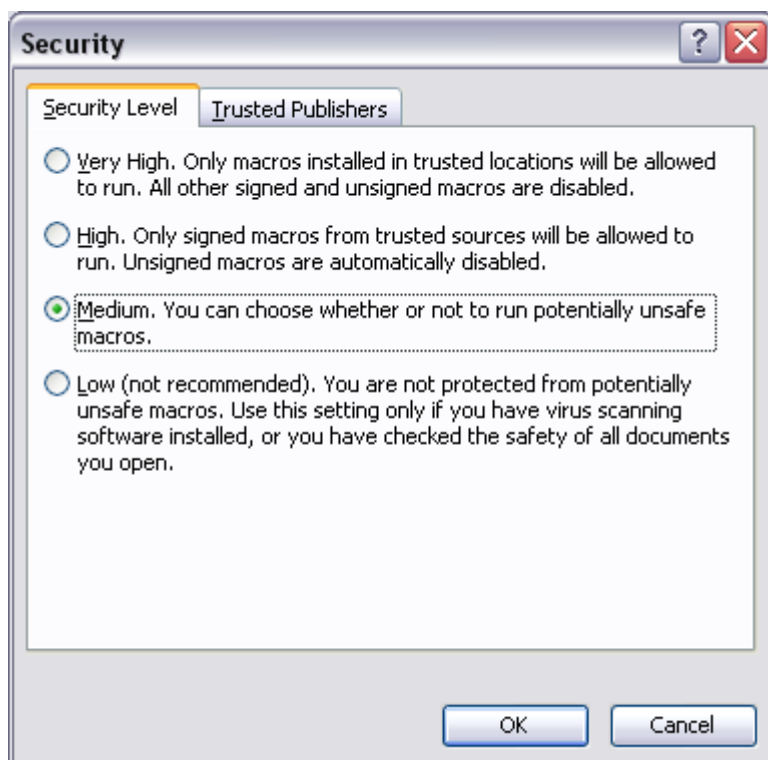 Security
?
Security Level
Trusted Publishers
Very High. Only macros installed in trusted locations will be allowed
to run. All other signed and unsigned macros are disabled.
High. Only signed macros from trusted sources will be allowed to
run. Unsigned macros are automatically disabled.
Medium. You can choose whether or not to run potentially unsafe
macros.
Low (not recommended). You are not protected from potentially
unsafe macros. Use this setting only if you have virus scanning
software installed, or you have checked the safety of all documents
you open.
OK
Cancel